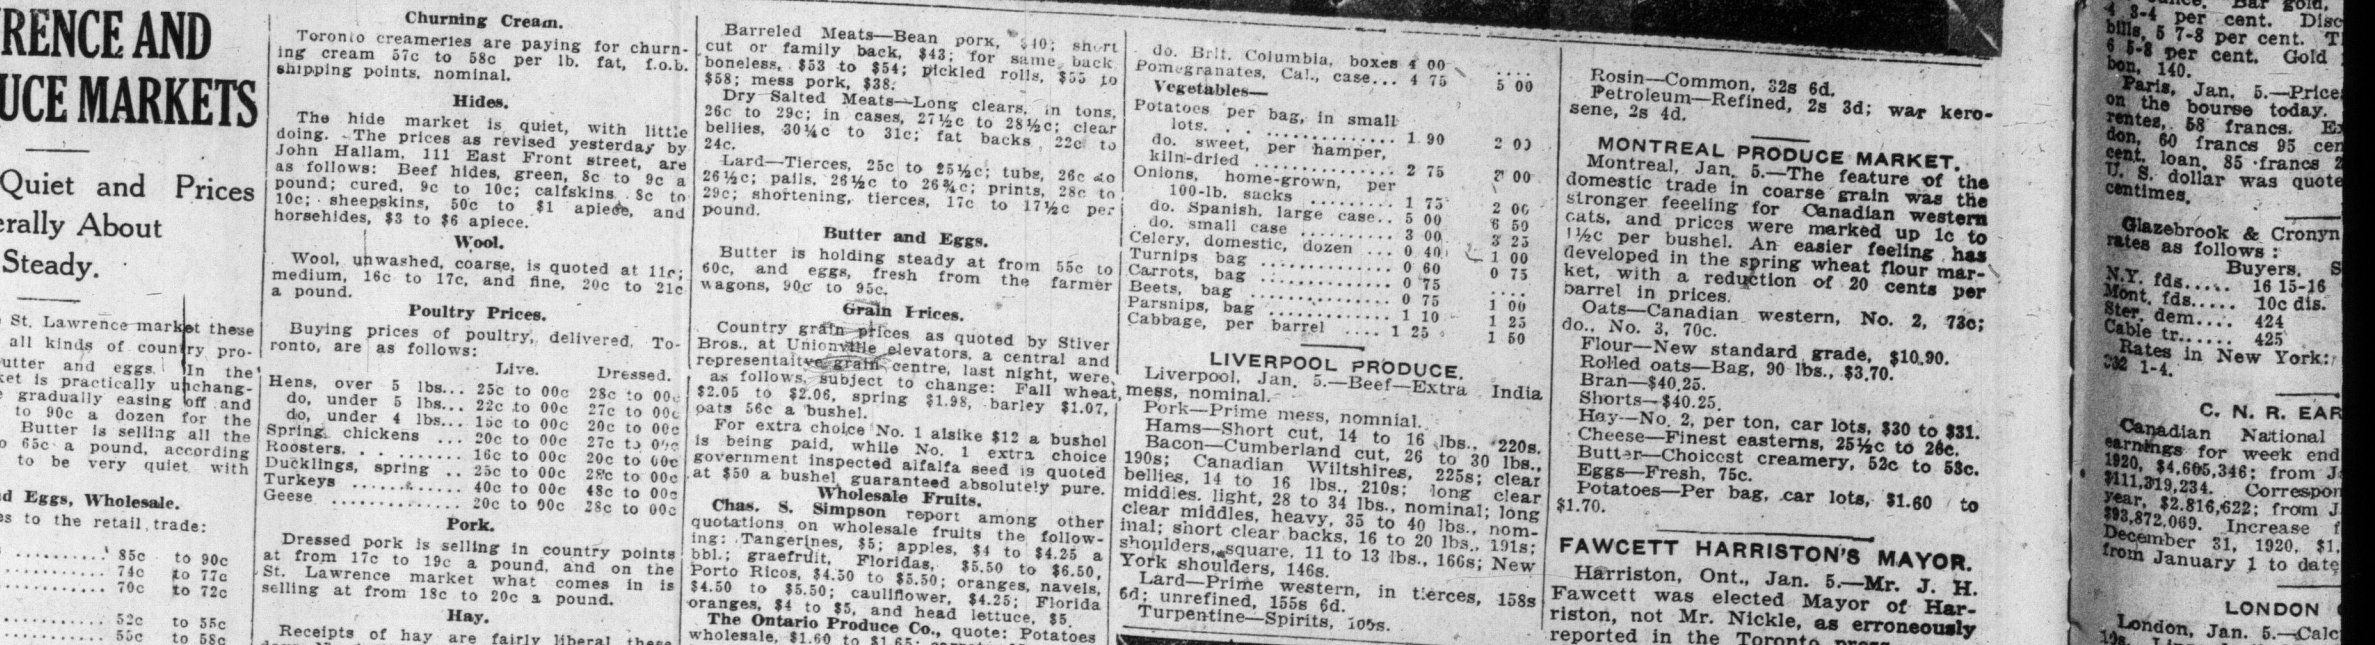 RENCE AND
UCE MARKETS
Quiet and Prices
erally About
Steady.
St. Lawrence market these
all kinds of country pro-
utter and eggs. In the
ket is practically unchang-
gradually easing off and
to 90c a dozen for the
Butter is selling all the
65c a pound, according
to be very quiet with
d Eggs, Wholesale.
es to the retail trade:
85c to 90c
74c to 77c
70c to 72c
52c to 55c
55c to 58c
Churning Cream.
Toronto creameries are paying for churn-
ing cream 57c to 58c per lb. fat, f.o.b.
shipping points, nominal.
Hides.
The hide market is quiet, with little
doing. The prices as revised yesterday by
John Hallam, 111 East Front street, are
as follows: Beef hides, green, 8c to 9c a
pound; cured, 9c to 10c; calfskins, 8c to
10c; sheepskins, 50c to $1 apiece, and
horsehides, $3 to $6 apiece.
Wool.
Wool, unwashed, coarse, is quoted at 11c;
medium, 16c to 17c, and fine, 20c to 21c
a pound.
Poultry Prices.
Buying prices of poultry, delivered, To-
ronto, are as follows:
Live. Dressed.
Hens, over 5 lbs... 25c to 00c 28c to 00c
do, under 5 lbs... 22c to 00c 27c to 00c
do, under 4 lbs... 15c to 00c 20c to 00c
Spring chickens ... 20c to 00c 27c to 00c
Roosters. ......... 16c to 00c 20c to 00c
Ducklings, spring .. 25c to 00c 28c to 00c
Turkeys ............ 40c to 00c 48c to 00c
Geese .............. 20c to 00c 28c to 00c
Pork.
Dressed pork is selling in country points
at from 17c to 19c a pound, and on the
St. Lawrence market what comes in is
selling at from 18c to 20c a pound.
Hay.
Receipts of hay are fairly liberal these
Barreled Meats—Bean pork, $40; short
cut or family back, $43; for same back
boneless, $53 to $54; pickled rolls, $55 to
$58; mess pork, $38.
Dry Salted Meats—Long clears, in tons,
26c to 29c; in cases, 27½c to 28½c; clear
bellies, 30¼c to 31c; fat backs, 22c to
24c.
Lard—Tierces, 25c to 25½c; tubs, 26c to
26½c; pails, 26½c to 26¾c; prints, 28c to
29c; shortening, tierces, 17c to 17½c per
pound.
Butter and Eggs.
Butter is holding steady at from 55c to
60c, and eggs, fresh from the farmer
wagons, 90c to 95c.
Grain Prices.
Country grain prices as quoted by Stiver
Bros., at Unionville elevators, a central and
representaitve grain centre, last night, were
as follows, subject to change: Fall wheat,
$2.05 to $2.06, spring $1.98, barley $1.07,
oats 56c a bushel.
For extra choice No. 1 alsike $12 a bushel
is being paid, while No. 1 extra choice
government inspected alfalfa seed is quoted
at $50 a bushel, guaranteed absolutely pure.
Wholesale Fruits.
Chas. S. Simpson report among other
quotations on wholesale fruits the follow-
ing: Tangerines, $5; apples, $4 to $4.25 a
bbl.; graefruit, Floridas, $5.50 to $6.50,
Porto Ricos, $4.50 to $5.50; oranges, navels,
$4.50 to $5.50; cauliflower, $4.25; Florida
oranges, $4 to $5, and head lettuce, $5.
The Ontario Produce Co., quote: Potatoes
wholesale, $1.60 to $1.65;
do. Brit. Columbia, boxes 4 00 ....
Pomegranates, Cal., case... 4 75 5 00
Vegetables—
Potatoes per bag, in small
lots. . . ............. 1 90 2 00
do. sweet, per hamper,
kiln-dried ............. 2 75 3 00
Onions, home-grown, per
100-lb. sacks ......... 1 75 2 00
do. Spanish, large case.. 5 00 6 50
do. small case .......... 3 00 3 25
Celery, domestic, dozen ... 0 40 1 00
Turnips bag .............. 0 60 0 75
Carrots, bag ............. 0 75 ....
Beets, bag ............... 0 75 1 00
Parsnips, bag ............ 1 10 1 25
Cabbage, per barrel .... 1 25 1 50
LIVERPOOL PRODUCE.
Liverpool, Jan. 5.—Beef—Extra India
mess, nominal.
Pork—Prime mess, nomnial.
Hams—Short cut, 14 to 16 lbs., 220s.
Bacon—Cumberland cut, 26 to 30 lbs.,
190s; Canadian Wiltshires, 225s; clear
bellies, 14 to 16 lbs., 210s; long clear
middles, light, 28 to 34 lbs., nominal; long
clear middles, heavy, 35 to 40 lbs., nom-
inal; short clear backs, 16 to 20 lbs., 191s;
shoulders, square, 11 to 13 lbs., 166s; New
York shoulders, 146s.
Lard—Prime western, in tierces, 158s
6d; unrefined, 155s 6d.
Turpentine—Spirits, 105s.
Rosin—Common, 32s 6d.
Petroleum—Refined, 2s 3d; war kero-
sene, 2s 4d.
MONTREAL PRODUCE MARKET.
Montreal, Jan. 5.—The feature of the
domestic trade in coarse grain was the
stronger feeeling for Canadian western
oats, and prices were marked up 1c to
1½c per bushel. An easier feeling has
developed in the spring wheat flour mar-
ket, with a reduction of 20 cents per
barrel in prices.
Oats—Canadian western, No. 2, 73c;
do., No. 3, 70c.
Flour—New standard grade, $10.90.
Rolled oats—Bag, 90 lbs., $3.70.
Bran—$40.25.
Shorts—$40.25.
Hay—No. 2, per ton, car lots, $30 to $31.
Cheese—Finest easterns, 25½c to 26c.
Butter—Choicest creamery, 52c to 53c.
Eggs—Fresh, 75c.
Potatoes—Per bag, car lots, $1.60 to
$1.70.
FAWCETT HARRISTON'S MAYOR.
Harriston, Ont., Jan. 5.—Mr. J. H.
Fawcett was elected Mayor of Har-
riston, not Mr. Nickle, as erroneously
reported in the Toronto press
Bar gold,
4 3-4 per cent. Disc
bills, 5 7-8 per cent. T
6 5-8 per cent. Gold
bon, 140.
Paris, Jan. 5.—Price
on the bourse today.
rentes, 58 francs. Ex
don, 60 francs 95 cen
cent. loan, 85 francs 2
U. S. dollar was quote
centimes.
Glazebrook & Cronyn
rates as follows:
Buyers. S
N.Y. fds..... 16 15-16
Mont. fds..... 10c dis.
Ster. dem.... 424
Cable tr...... 425
Rates in New York:
232 1-4.
C. N. R. EAR
Canadian National
earnings for week end
1920, $4,605,346; from J
$111,319,234. Correspon
year, $2,816,622; from J
$93,872,069. Increase f
December 31, 1920, $1,
from January 1 to date
LONDON
London, Jan. 5.—Calc